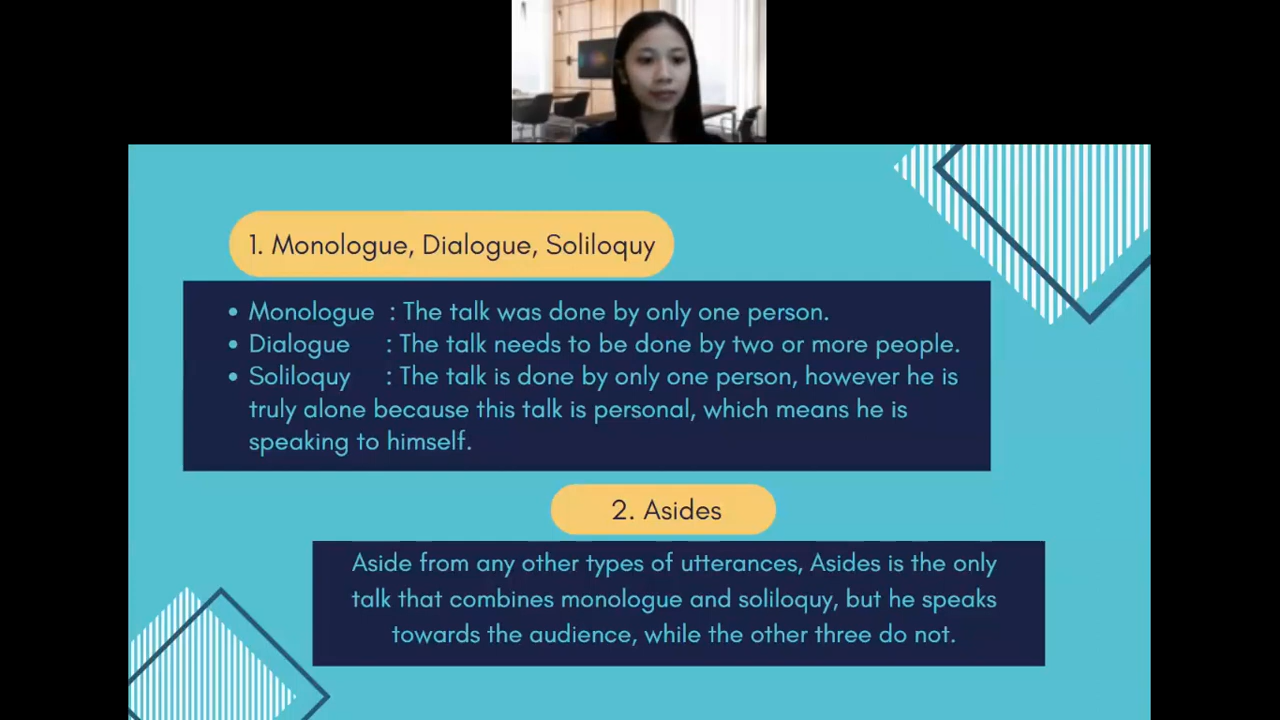 1. Monologue, Dialogue, Soliloquy
• Monologue : The talk was done by only one person.
• Dialogue : The talk needs to be done by two or more people.
• Soliloquy : The talk is done by only one person, however he is
truly alone because this talk is personal, which means he is
speaking to himself.
2. Asides
Aside from any other types of utterances, Asides is the only
talk that combines monologue and soliloquy, but he speaks
towards the audience, while the other three do not.